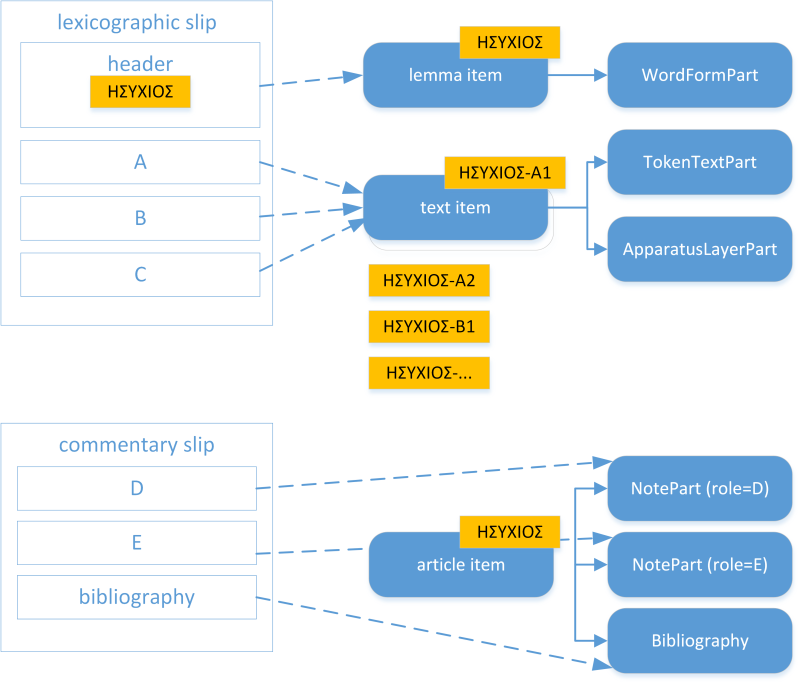 lexicographic slip
header
ΗΣΥΧΙΟΣ
A
B
C
ΗΣΥΧΙΟΣ
lemma item
WordFormPart
ΗΣΥΧΙΟΣ-A1
text item
TokenTextPart
ApparatusLayerPart
ΗΣΥΧΙΟΣ-A2
ΗΣΥΧΙΟΣ-B1
ΗΣΥΧΙΟΣ-...
commentary slip
D
E
bibliography
ΗΣΥΧΙΟΣ
article item
NotePart (role=D)
NotePart (role=E)
Bibliography